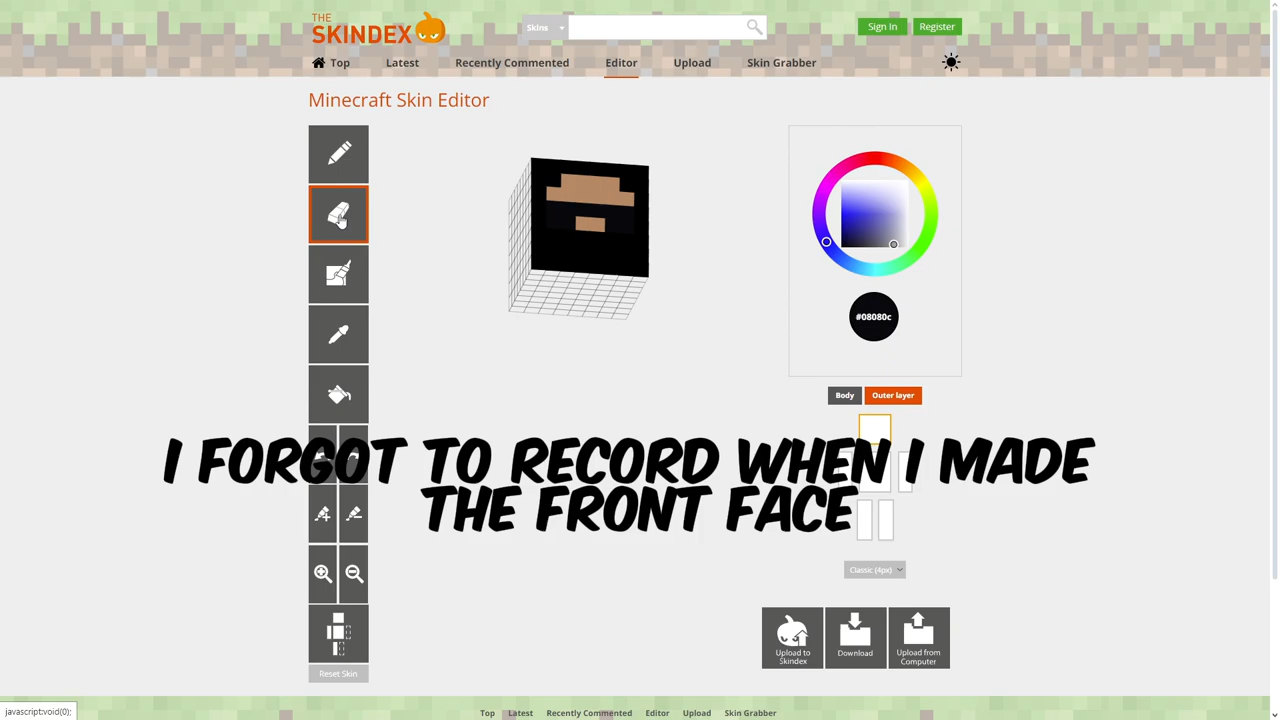 THE
SKINDEX
Skins
Sign In
Register
Top
Latest
Recently Commented
Editor
Upload
Skin Grabber
Minecraft Skin Editor
#08080c
Body
Outer layer
I FORGOT TO RECORD WHEN I MADE
THE FRONT FACE
Classic (4px)
Upload to
Skindex
Download
Upload from
Computer
Reset Skin
javascript:void(0);
Top
Latest
Recently Commented
Editor
Upload
Skin Grabber